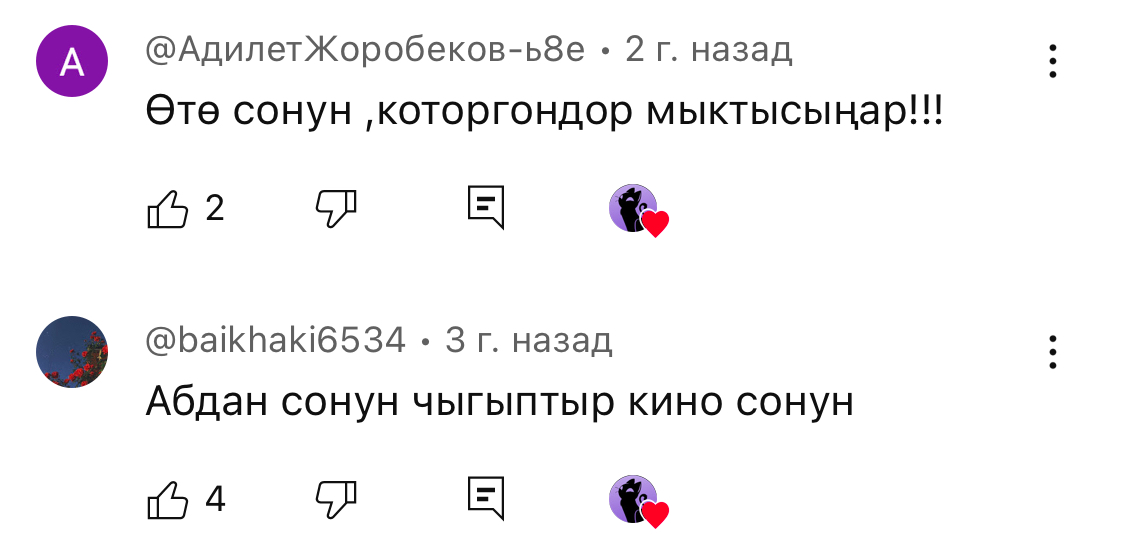 А
@АдилетЖоробеков-ь8е • 2 г. назад
Өтө сонун ,которгондор мыктысыңар!!!
2
@baikhaki6534 • 3 г. назад
Абдан сонун чыгыптыр кино сонун
4